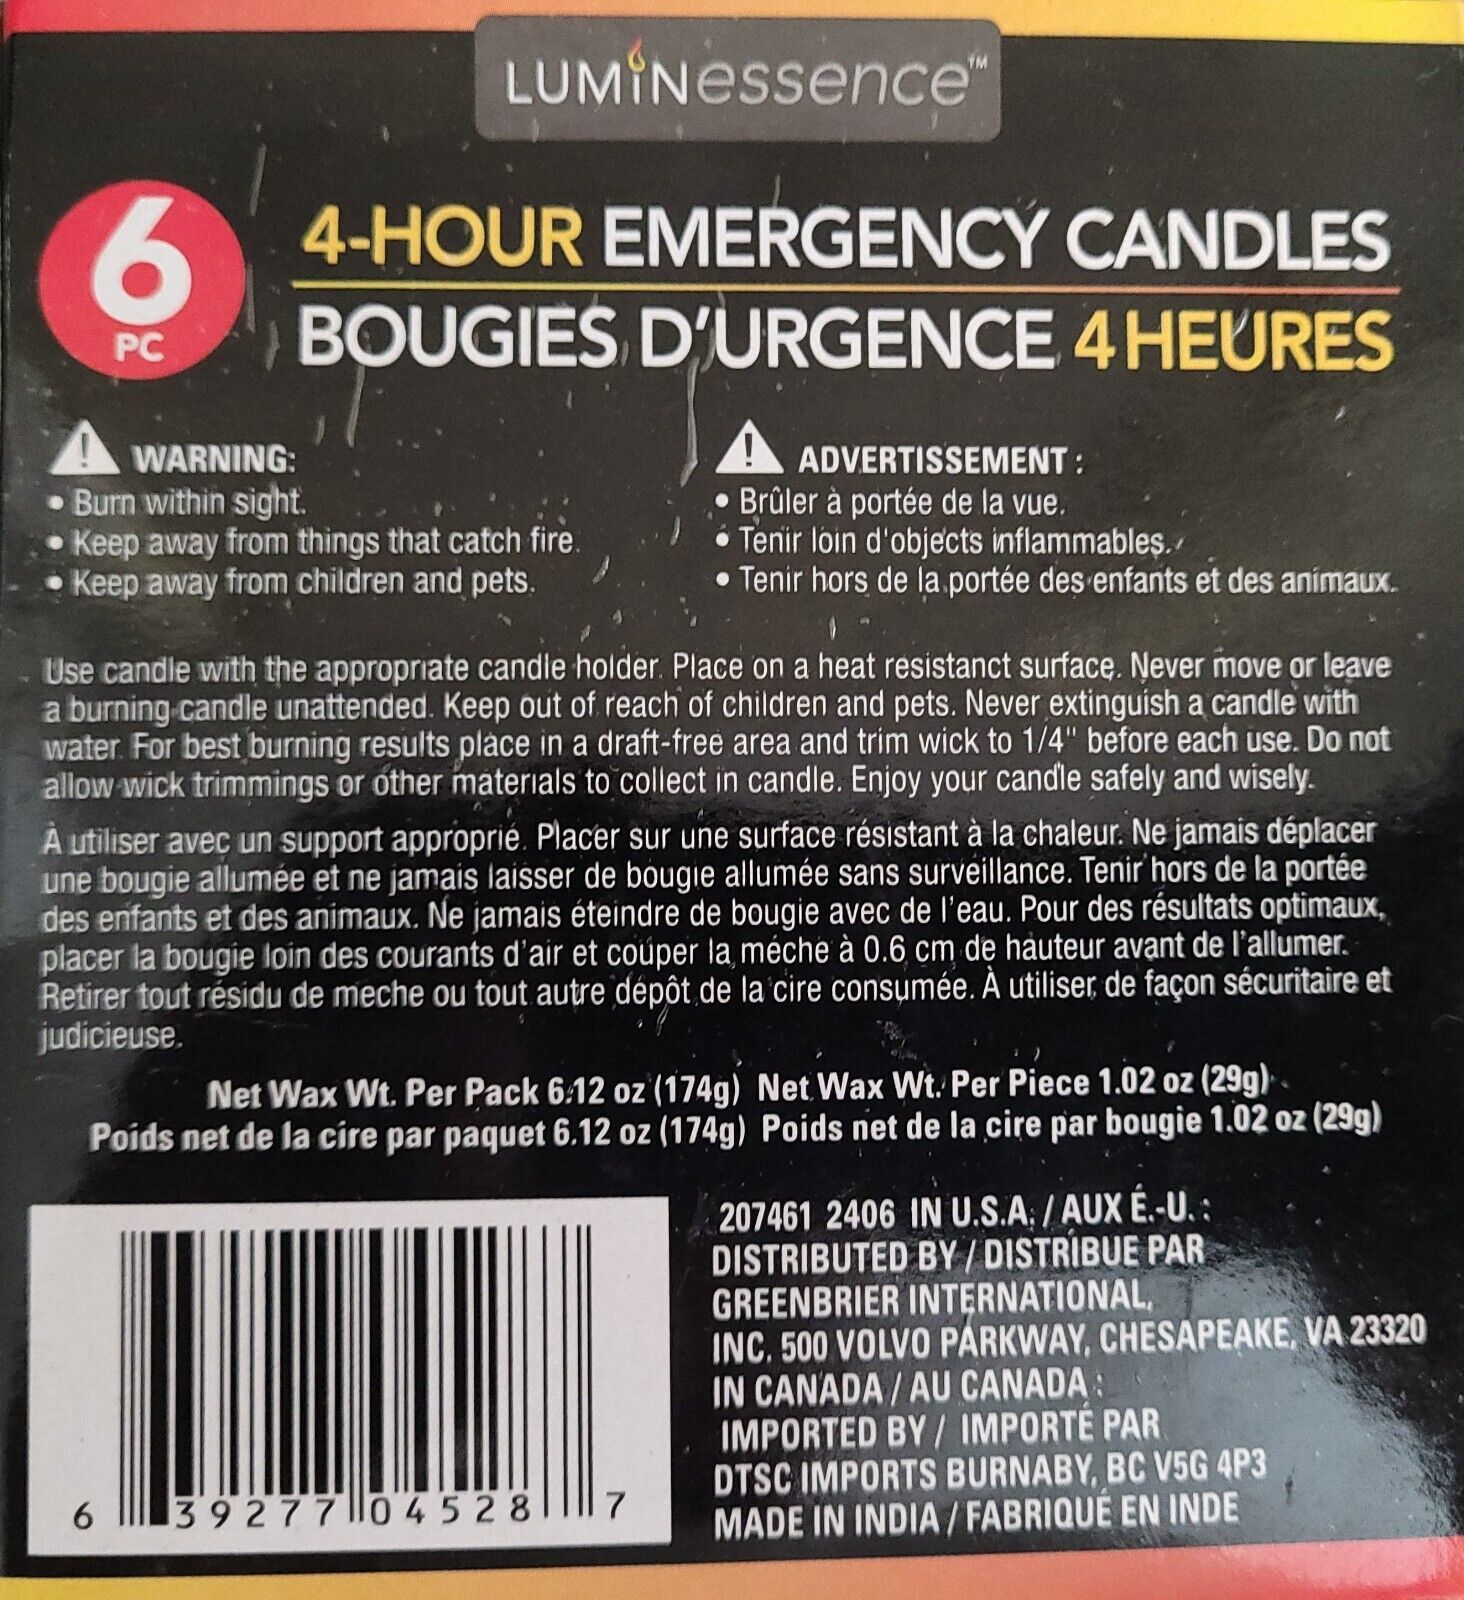 LUMINessence™
6
PC
4-HOUR EMERGENCY CANDLES
BOUGIES D'URGENCE 4 HEURES
WARNING:
• Burn within sight.
• Keep away from things that catch fire.
• Keep away from children and pets.
ADVERTISSEMENT :
• Brûler à portée de la vue.
• Tenir loin d'objects inflammables.
• Tenir hors de la portée des enfants et des animaux.
Use candle with the appropriate candle holder. Place on a heat resistanct surface. Never move or leave
a burning candle unattended. Keep out of reach of children and pets. Never extinguish a candle with
water. For best burning results place in a draft-free area and trim wick to 1/4" before each use. Do not
allow wick trimmings or other materials to collect in candle. Enjoy your candle safely and wisely.
À utiliser avec un support approprié. Placer sur une surface résistant à la chaleur. Ne jamais déplacer
une bougie allumée et ne jamais laisser de bougie allumée sans surveillance. Tenir hors de la portée
des enfants et des animaux. Ne jamais éteindre de bougie avec de l'eau. Pour des résultats optimaux,
placer la bougie loin des courants d'air et couper la méche à 0.6 cm de hauteur avant de l'allumer.
Retirer tout résidu de meche ou tout autre dépôt de la cire consumée. À utiliser de façon sécuritaire et
judicieuse.
Net Wax Wt. Per Pack 6.12 oz (174g) Net Wax Wt. Per Piece 1.02 oz (29g)
Poids net de la cire par paquet 6.12 oz (174g) Poids net de la cire par bougie 1.02 oz (29g)
6 39277 04528 7
207461 2406 IN U.S.A. / AUX É.-U. :
DISTRIBUTED BY / DISTRIBUE PAR
GREENBRIER INTERNATIONAL,
INC. 500 VOLVO PARKWAY, CHESAPEAKE, VA 23320
IN CANADA / AU CANADA :
IMPORTED BY / IMPORTÉ PAR
DTSC IMPORTS BURNABY, BC V5G 4P3
MADE IN INDIA / FABRIQUÉ EN INDE